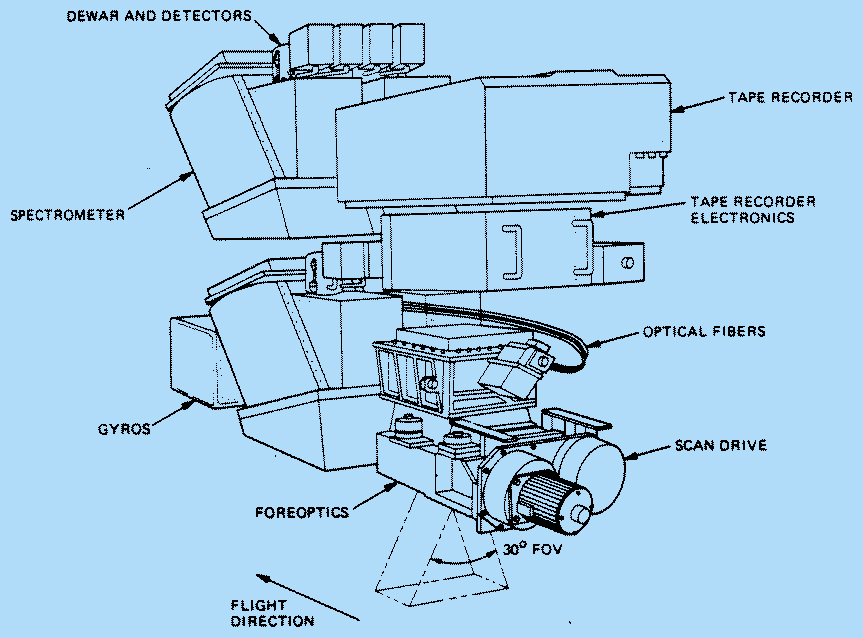 DEWAR AND DETECTORS
TAPE RECORDER
SPECTROMETER
TAPE RECORDER
ELECTRONICS
OPTICAL FIBERS
GYROS
SCAN DRIVE
FOREOPTICS
30° FOV
FLIGHT
DIRECTION